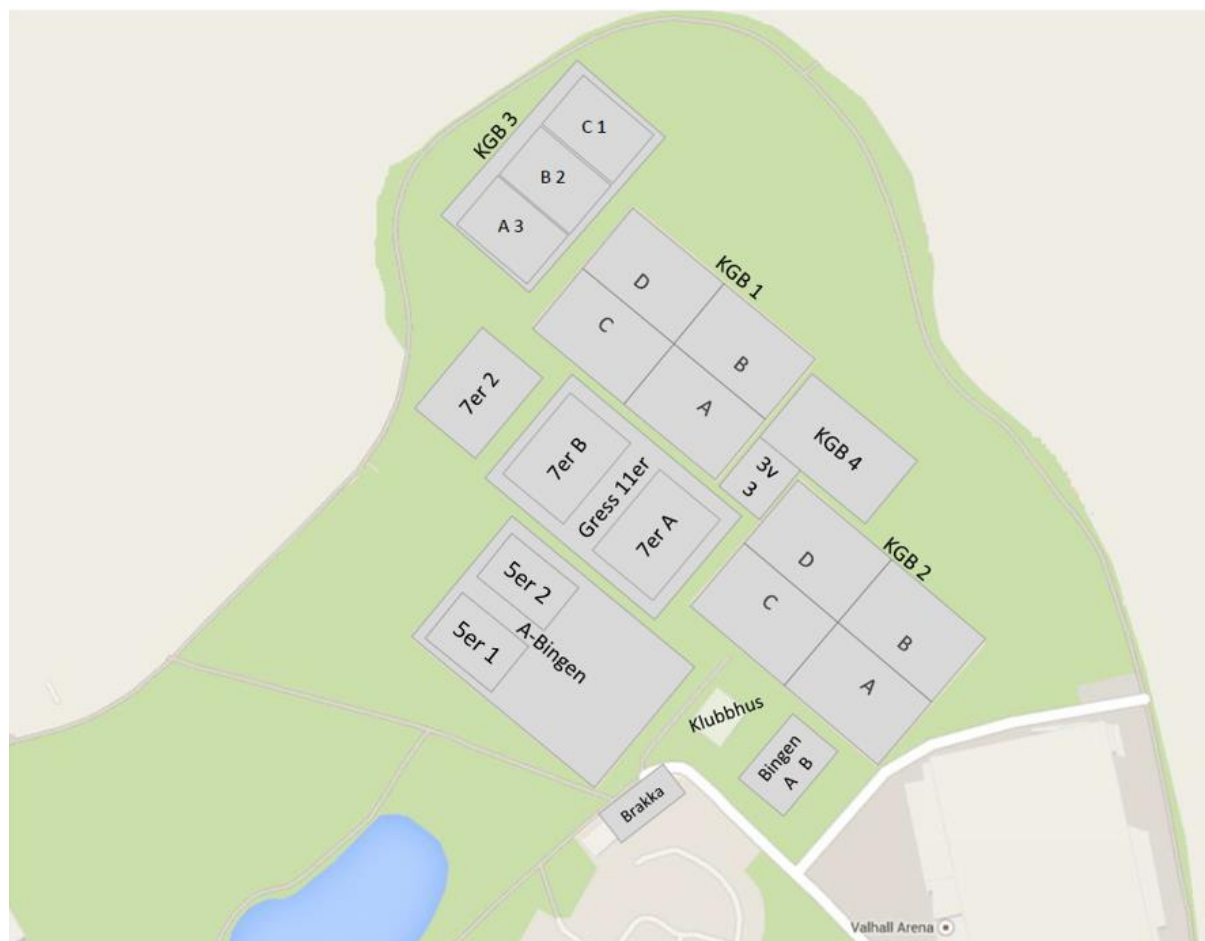 KGB 3
C 1
B 2
A 3
KGB 1
D
C
B
A
7er 2
KGB 4
3v
3
7er B
Gress 11er
7er A
KGB 2
D
C
B
A
5er 2
A-Bingen
5er 1
Klubbhus
Bingen
A B
Brakka
Valhall Arena